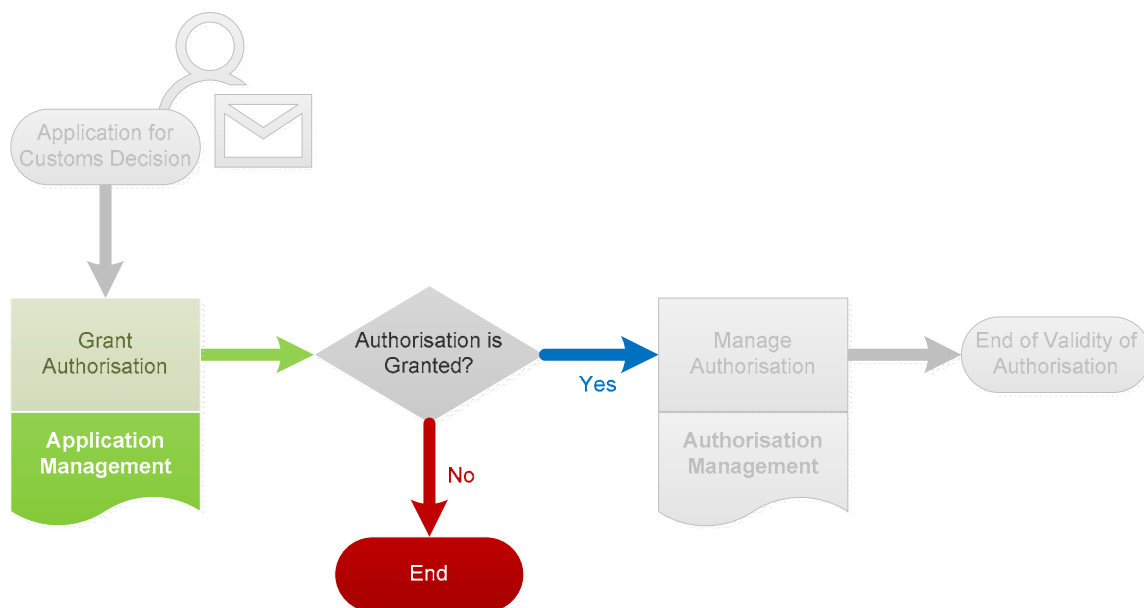 Application for
Customs Decision
Grant
Authorisation
Application
Management
Authorisation is
Granted?
Yes
No
End
Manage
Authorisation
Authorisation
Management
End of Validity of
Authorisation